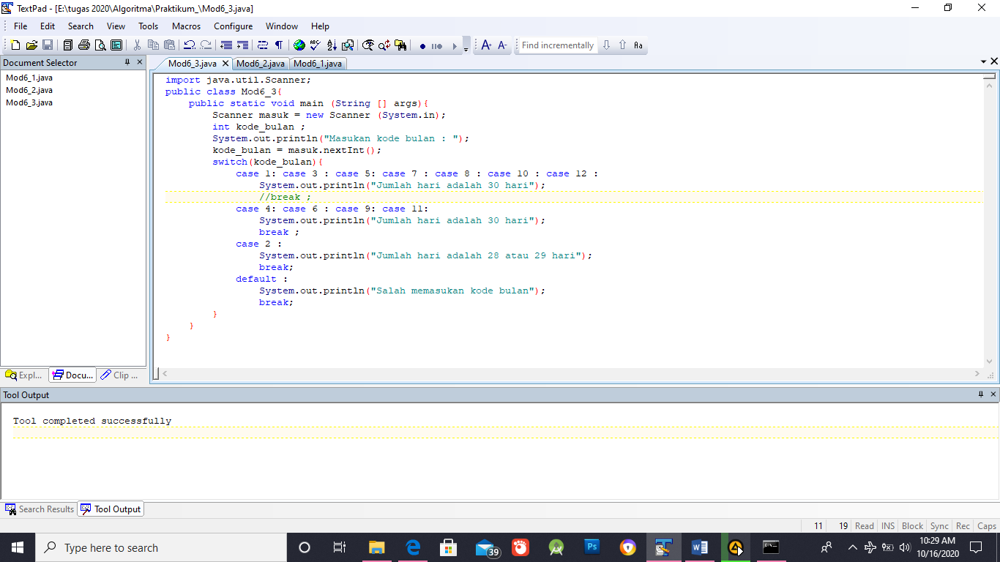 TextPad - [E:\tugas 2020\Algoritma\Praktikum_\Mod6_3.java]
File Edit Search View Tools Macros Configure Window Help
Find incrementally
Document Selector
Mod6_1.java
Mod6_2.java
Mod6_3.java
Mod6_3.java Mod6_2.java Mod6_1.java
import java.util.Scanner;
public class Mod6_3{
    public static void main (String [] args){
        Scanner masuk = new Scanner (System.in);
        int kode_bulan ;
        System.out.println("Masukan kode bulan : ");
        kode_bulan = masuk.nextInt();
        switch(kode_bulan){
            case 1: case 3 : case 5: case 7 : case 8 : case 10 : case 12 :
                System.out.println("Jumlah hari adalah 30 hari");
                //break ;
            case 4: case 6 : case 9: case 11:
                System.out.println("Jumlah hari adalah 30 hari");
                break ;
            case 2 :
                System.out.println("Jumlah hari adalah 28 atau 29 hari");
                break;
            default :
                System.out.println("Salah memasukan kode bulan");
                break;
        }
    }
}
Expl... Docu... Clip ...
Tool Output
Tool completed successfully
Search Results Tool Output
11 19 Read INS Block Sync Rec Caps
Type here to search
39
Ps
10:29 AM
10/16/2020